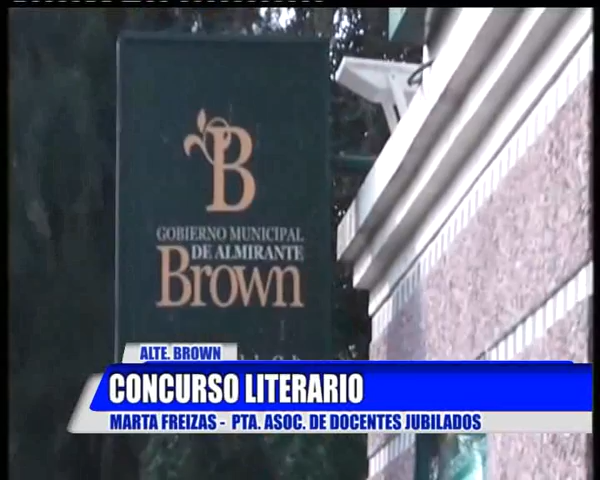 B
GOBIERNO MUNICIPAL
DE ALMIRANTE
Brown
ALTE. BROWN
CONCURSO LITERARIO
MARTA FREIZAS - PTA. ASOC. DE DOCENTES JUBILADOS